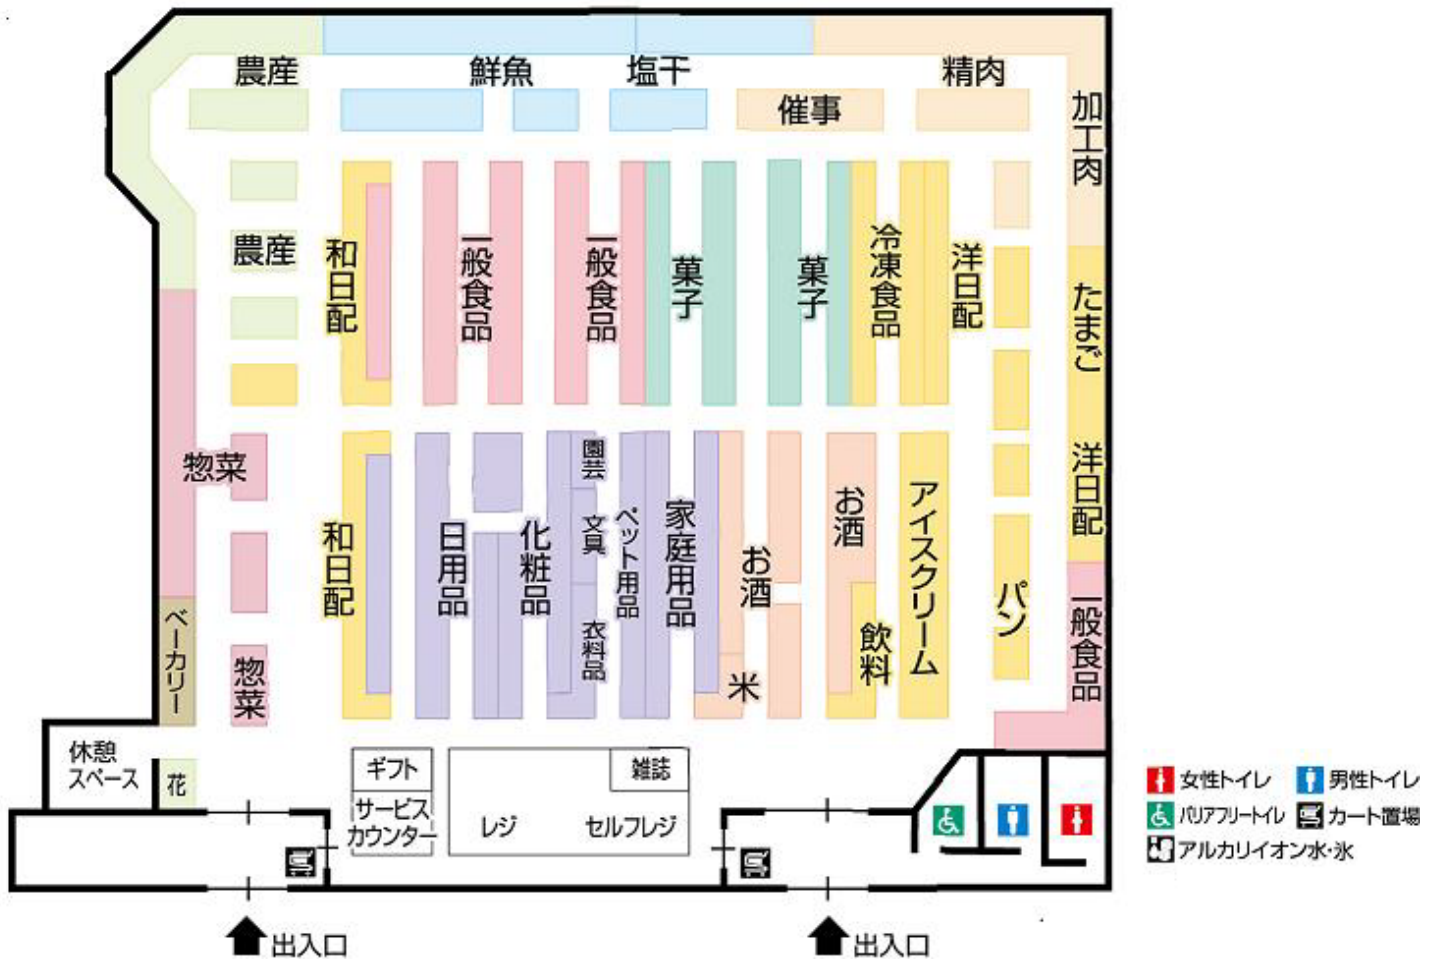 農産
鮮魚
塩干
催事
精肉
加工肉
農産
和日配
一般食品
一般食品
菓子
菓子
冷凍食品
洋日配
たまご
惣菜
和日配
日用品
化粧品
園芸
文具
衣料品
ペット用品
家庭用品
お酒
米
お酒
飲料
アイスクリーム
パン
洋日配
一般食品
ベーカリー
惣菜
休憩
スペース
花
ギフト
サービス
カウンター
レジ
雑誌
セルフレジ
女性トイレ
男性トイレ
バリアフリートイレ
カート置場
アルカリイオン水・氷
出入口
出入口